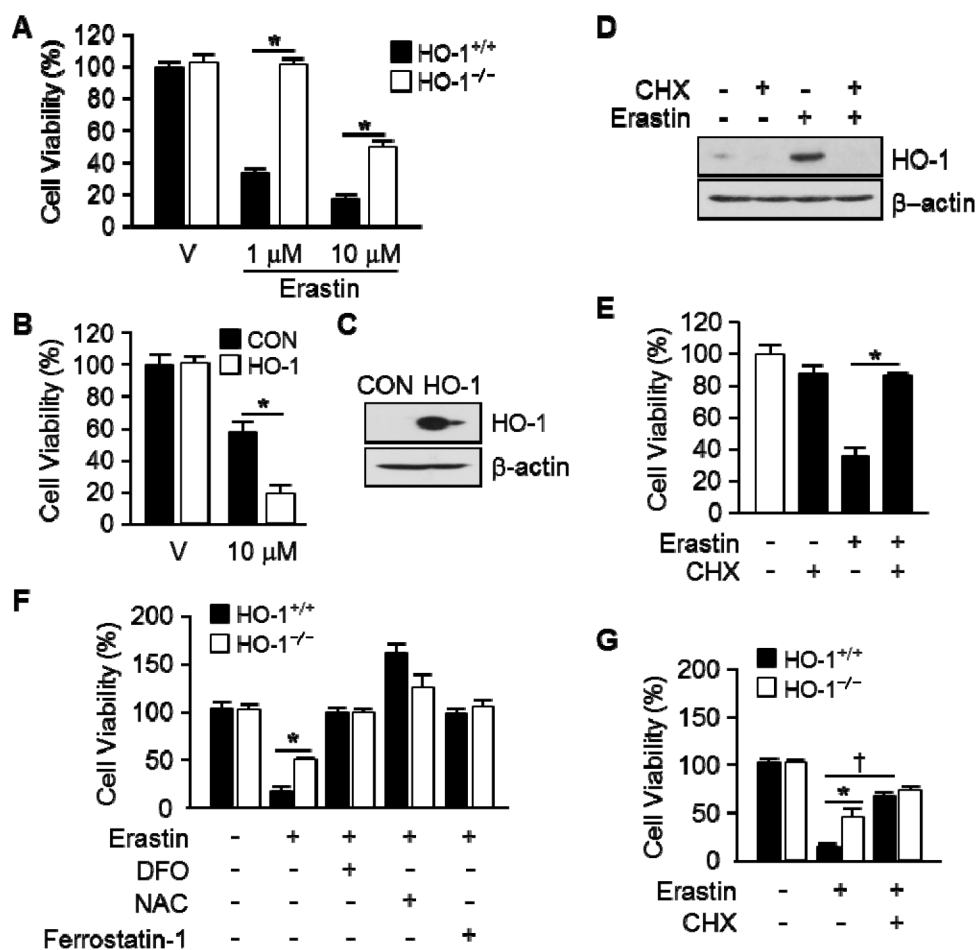 A
Cell Viability (%)
120
100
80
60
40
20
0
*
*
HO-1+/+
HO-1−/−
V 1 μM 10 μM
Erastin
B
Cell Viability (%)
120
100
80
60
40
20
0
CON
HO-1
*
V 10 μM
C
CON HO-1
HO-1
β-actin
D
CHX - + - +
Erastin - - + +
HO-1
β–actin
E
Cell Viability (%)
120
100
80
60
40
20
0
*
Erastin - - + +
CHX - + - +
F
Cell Viability (%)
200
150
100
50
0
HO-1+/+
HO-1−/−
*
Erastin - + + + +
DFO - - + - -
NAC - - - + -
Ferrostatin-1 - - - - +
G
Cell Viability (%)
200
150
100
50
0
HO-1+/+
HO-1−/−
†
*
Erastin - + +
CHX - - +